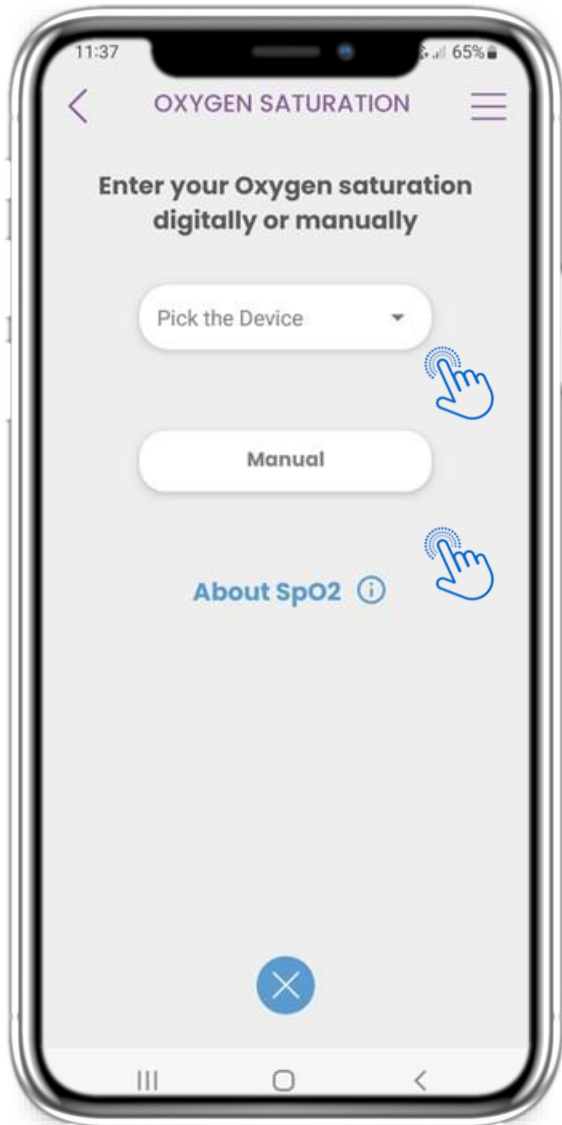 11:37
65%
OXYGEN SATURATION
Enter your Oxygen saturation
digitally or manually
Pick the Device
Manual
About SpO2